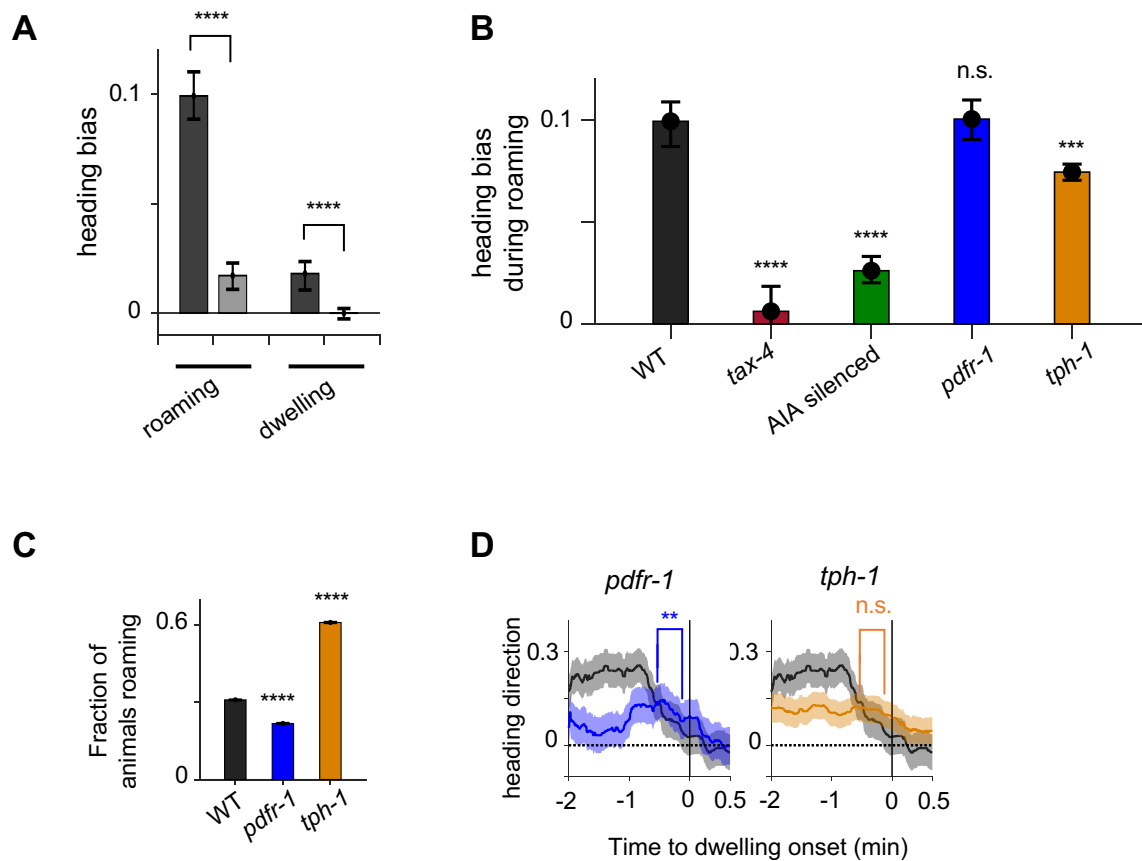 A
heading bias
0.1
0
****
****
roaming
dwelling
B
heading bias
during roaming
0.1
0
****
****
n.s.
***
WT
tax-4
AIA silenced
pdfr-1
tph-1
C
Fraction of
animals roaming
0.6
0
****
****
WT
pdfr-1
tph-1
D
pdfr-1
tph-1
**
n.s.
heading direction
0.3
0
0.3
0
-2
-1
0
0.5
-2
-1
0
0.5
Time to dwelling onset (min)